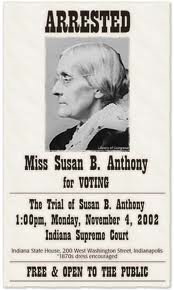 ARRESTED
Library of Congress
Miss Susan B. Anthony
for VOTING
The Trial of Susan B. Anthony
1:00pm, Monday, November 4, 2002
Indiana Supreme Court
Indiana State House, 200 West Washington Street, Indianapolis
*1870s dress encouraged
FREE & OPEN TO THE PUBLIC